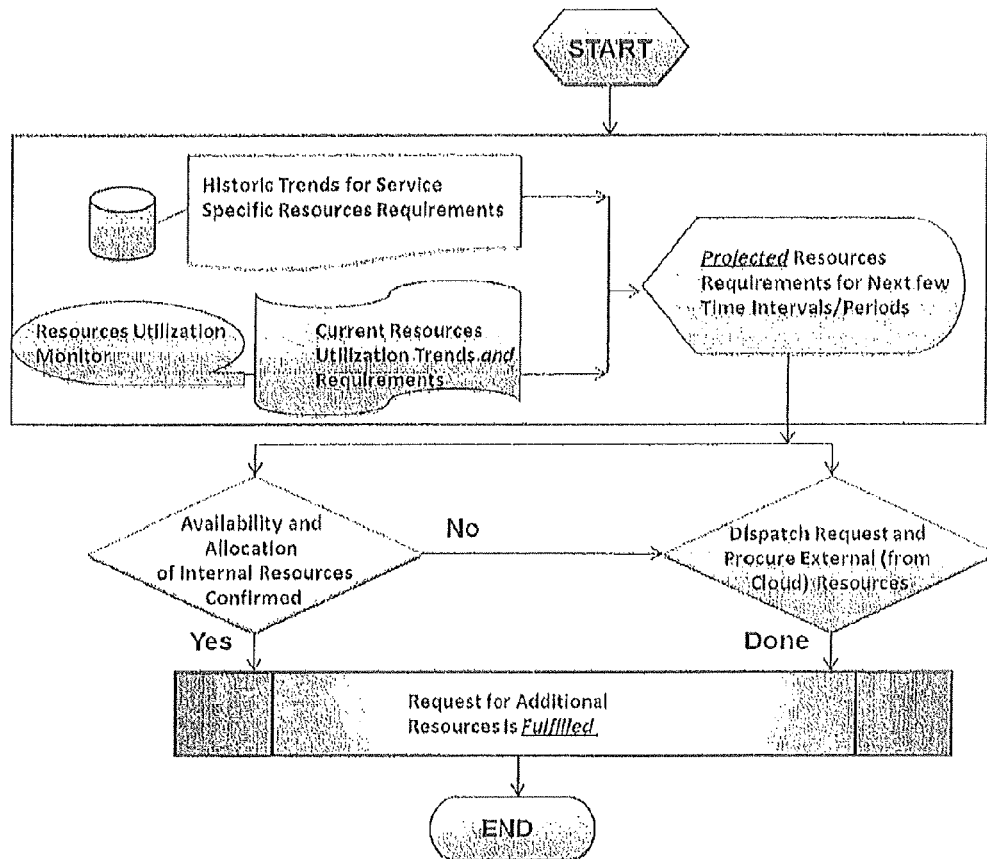 START
Historic Trends for Service
Specific Resources Requirements
Projected Resources
Requirements for Next few
Time Intervals/Periods
Resources Utilization
Monitor
Current Resources
Utilization Trends and
Requirements
Availability and
Allocation
of Internal Resources
Confirmed
No
Dispatch Request and
Procure External (from
Cloud) Resources
Yes
Done
Request for Additional
Resources is Fulfilled
END